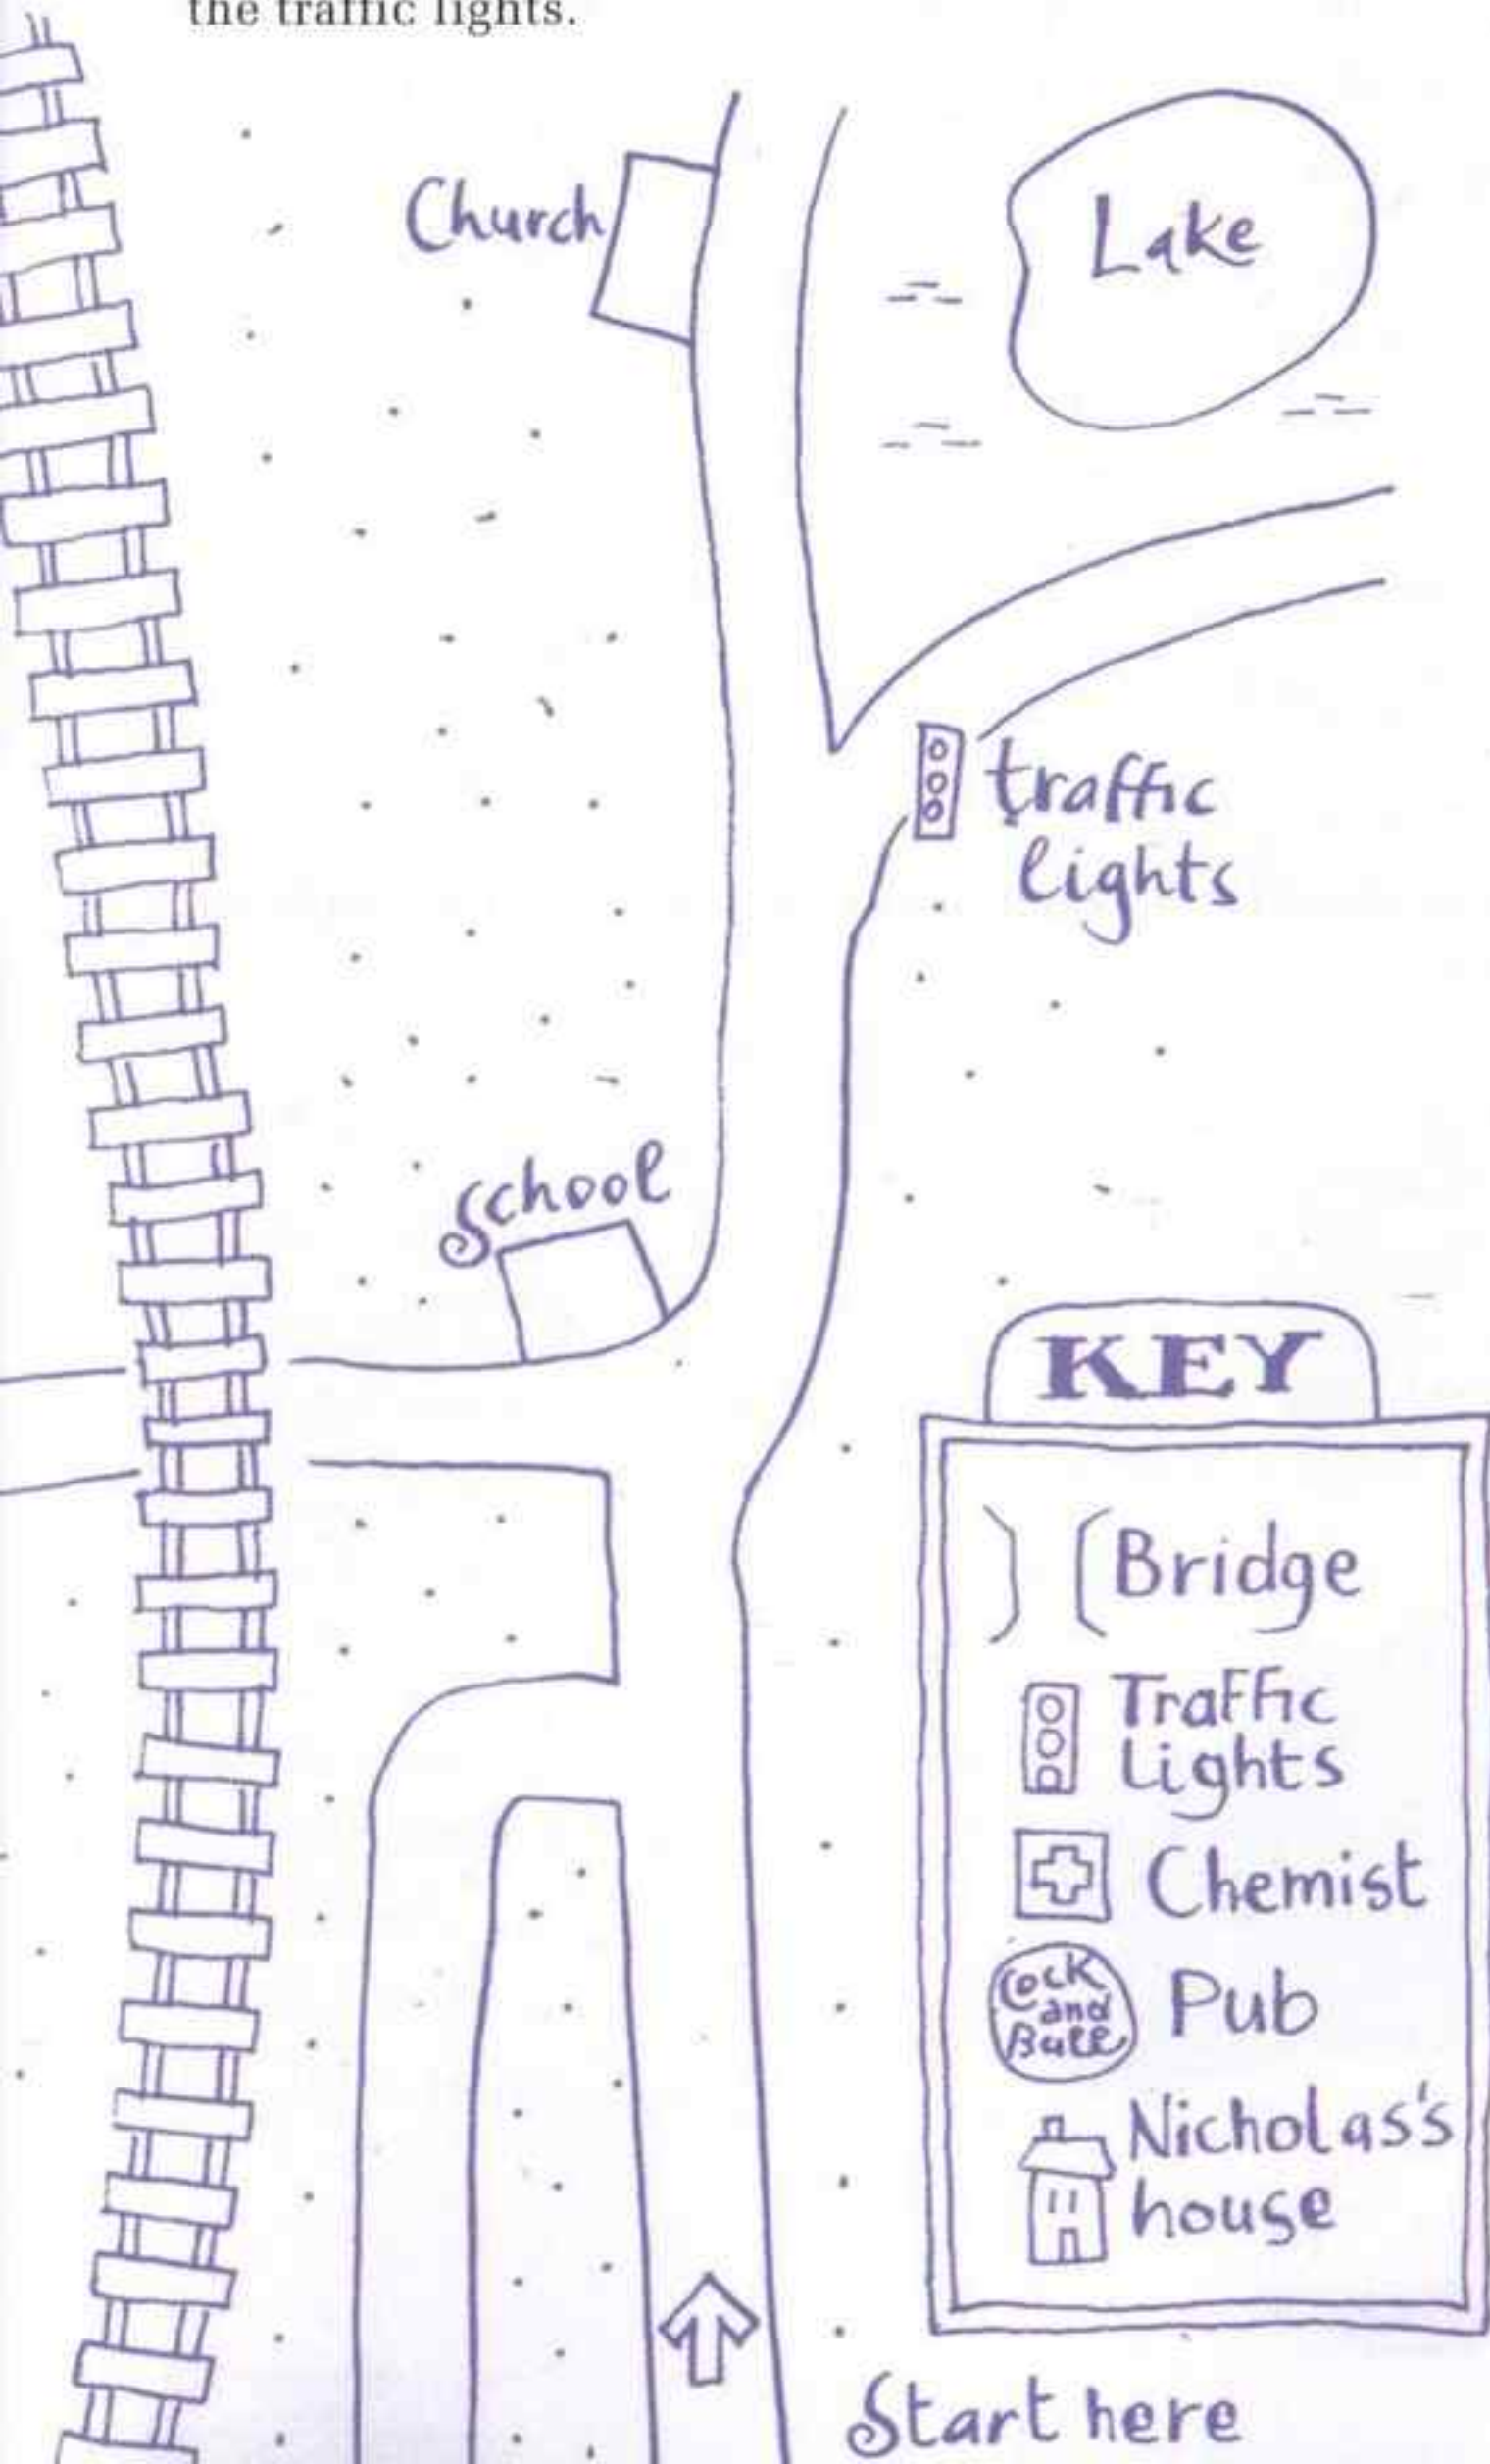 the traffic lights.
Church
Lake
traffic
lights
School
KEY
Bridge
Traffic
Lights
Chemist
Cock
and
Bull
Pub
Nicholas's
house
Start here